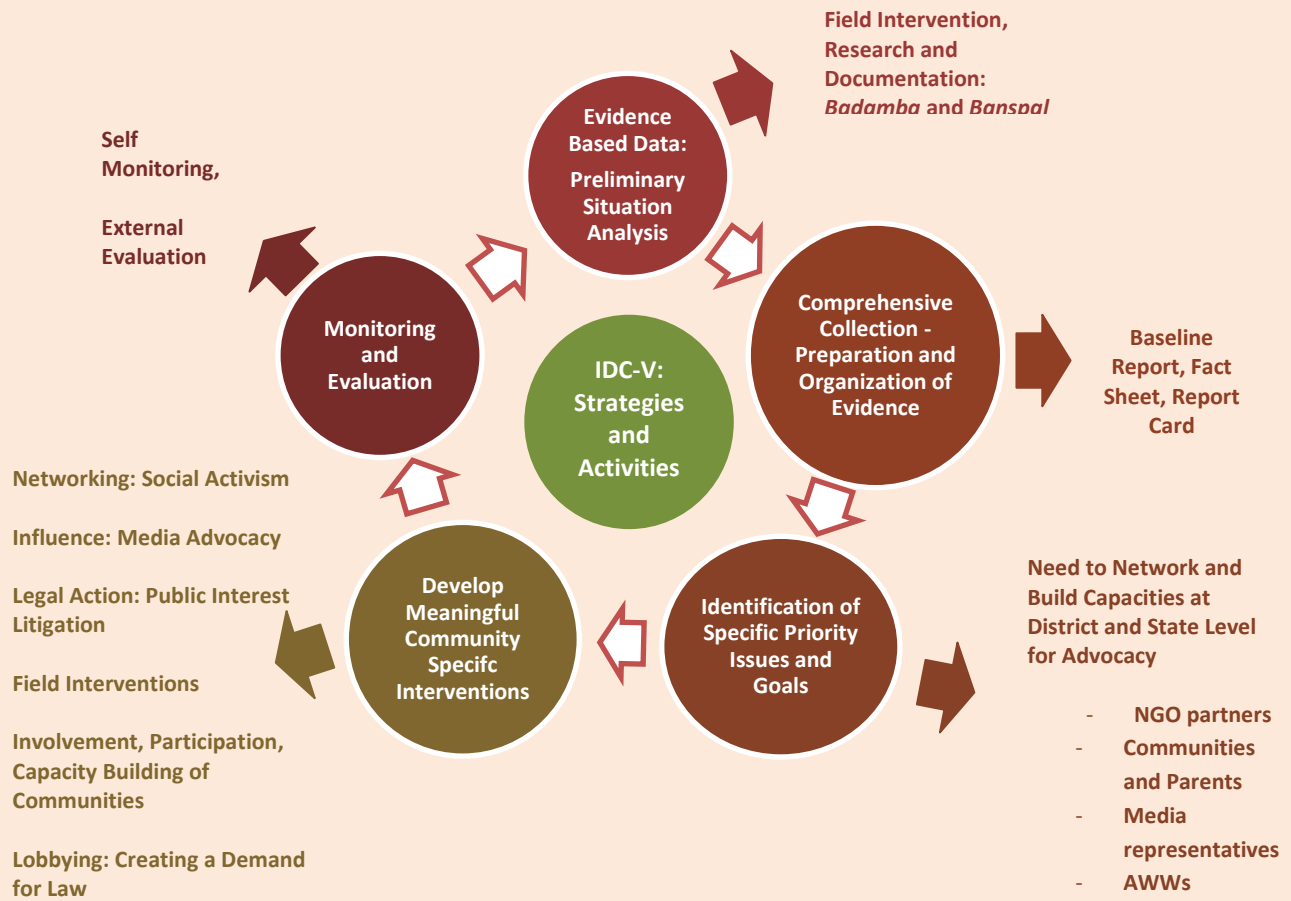 Field Intervention,
Research and
Documentation:
Badamba and Banspal
Evidence
Based Data:
Preliminary
Situation
Analysis
Self
Monitoring,
External
Evaluation
Comprehensive
Collection -
Preparation and
Organization of
Evidence
Baseline
Report, Fact
Sheet, Report
Card
Monitoring
and
Evaluation
IDC-V:
Strategies
and
Activities
Identification of
Specific Priority
Issues and
Goals
Need to Network and
Build Capacities at
District and State Level
for Advocacy
- NGO partners
- Communities
and Parents
- Media
representatives
- AWWs
Develop
Meaningful
Community
Specifc
Interventions
Networking: Social Activism
Influence: Media Advocacy
Legal Action: Public Interest
Litigation
Field Interventions
Involvement, Participation,
Capacity Building of
Communities
Lobbying: Creating a Demand
for Law